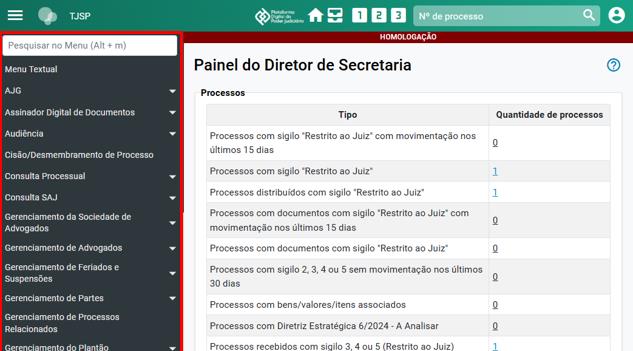 TJSP
Plataforma
Digital do
Poder Judiciário
1 2 3
Nº de processo
HOMOLOGAÇÃO
Pesquisar no Menu (Alt + m)
Menu Textual
AJG
Assinador Digital de Documentos
Audiência
Cisão/Desmembramento de Processo
Consulta Processual
Consulta SAJ
Gerenciamento da Sociedade de
Advogados
Gerenciamento de Advogados
Gerenciamento de Feriados e
Suspensões
Gerenciamento de Partes
Gerenciamento de Processos
Relacionados
Gerenciamento do Plantão
Painel do Diretor de Secretaria
Processos
Tipo Quantidade de processos
Processos com sigilo "Restrito ao Juiz" com movimentação nos
últimos 15 dias 0
Processos com sigilo "Restrito ao Juiz" 1
Processos distribuídos com sigilo "Restrito ao Juiz" 1
Processos com documentos com sigilo "Restrito ao Juiz" com
movimentação nos últimos 15 dias 0
Processos com documentos com sigilo "Restrito ao Juiz" 0
Processos com sigilo 2, 3, 4 ou 5 sem movimentação nos últimos
30 dias 0
Processos com bens/valores/itens associados 0
Processos com Diretriz Estratégica 6/2024 - A Analisar 0
Processos recebidos com sigilo 3, 4 ou 5 (Restrito ao Juiz) 1